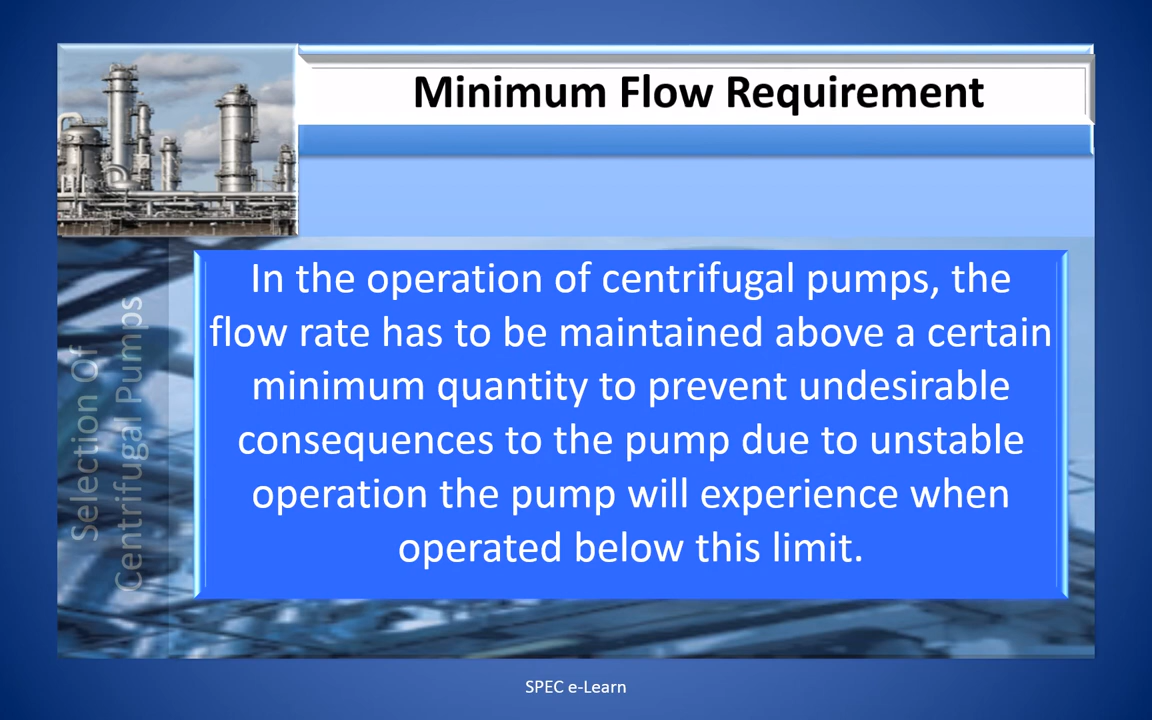 Minimum Flow Requirement
In the operation of centrifugal pumps, the
flow rate has to be maintained above a certain
minimum quantity to prevent undesirable
consequences to the pump due to unstable
operation the pump will experience when
operated below this limit.
Selection Of
Centrifugal Pumps
SPEC e-Learn